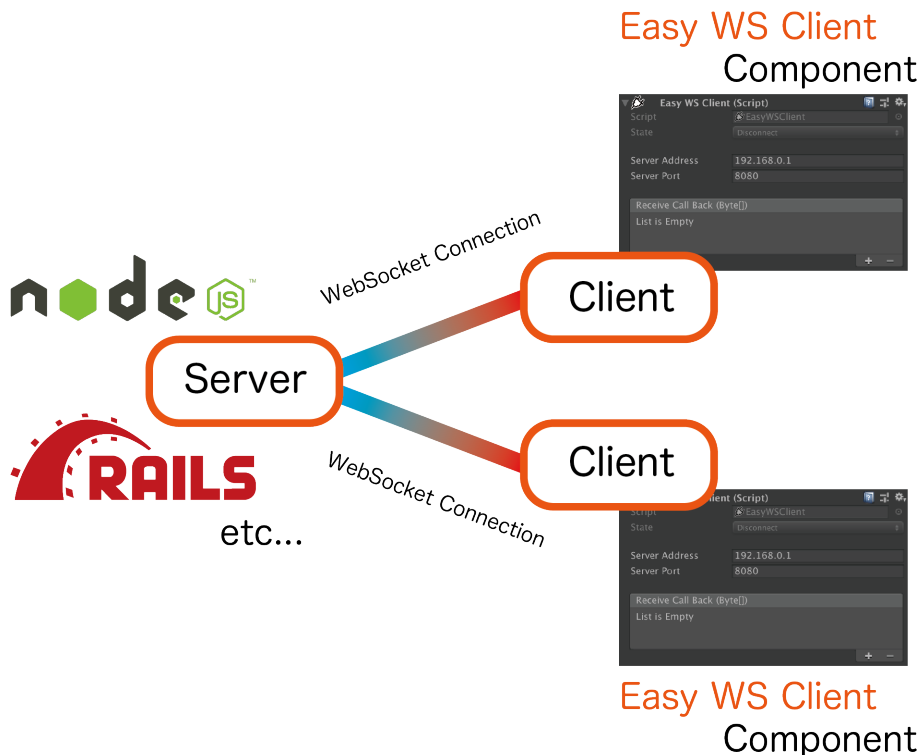 Easy WS Client
Component
Easy WS Client (Script)
Script EasyWSClient
State Disconnect
Server Address 192.168.0.1
Server Port 8080
Receive Call Back (Byte[])
List is Empty
+ −
WebSocket Connection
Client
node JS ™
Server
RAILS
etc...
WebSocket Connection
Client
lient (Script)
Script EasyWSClient
State Disconnect
Server Address 192.168.0.1
Server Port 8080
Receive Call Back (Byte[])
List is Empty
+ −
Easy WS Client
Component